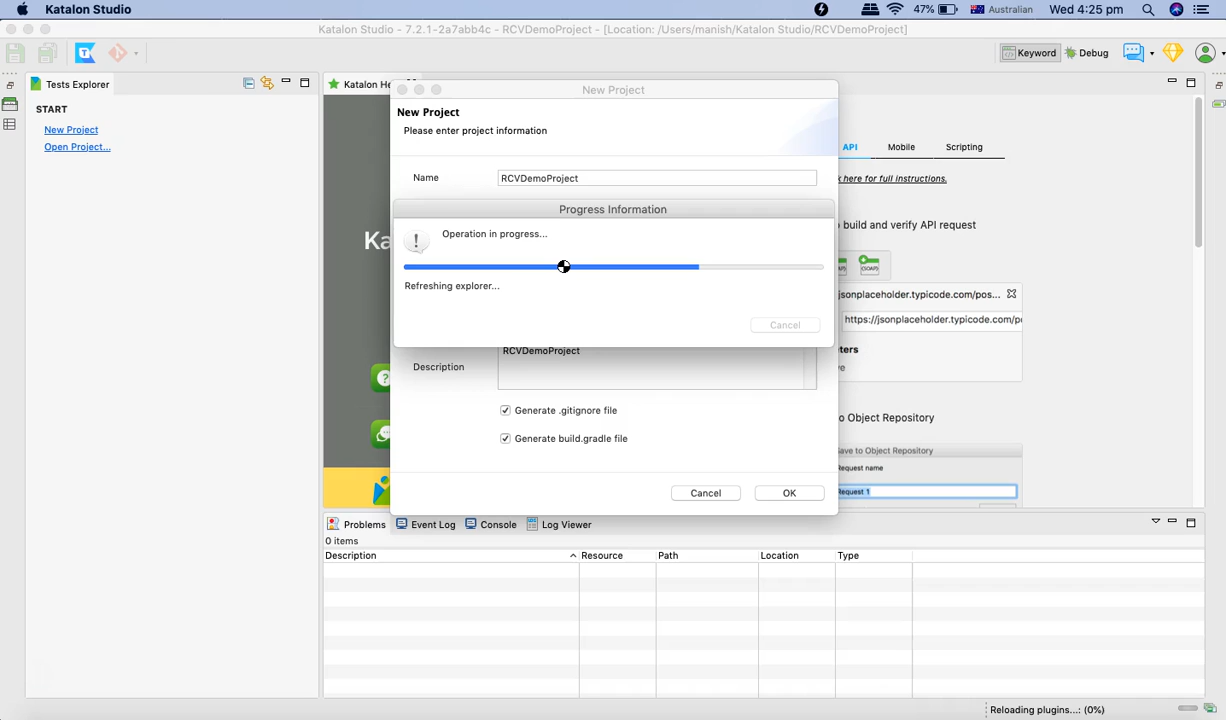 Katalon Studio
47%
Australian
Wed 4:25 pm
Katalon Studio - 7.2.1-2a7abb4c - RCVDemoProject - [Location: /Users/manish/Katalon Studio/RCVDemoProject]
Keyword
Debug
Tests Explorer
START
New Project
Open Project...
Katalon He
New Project
New Project
Please enter project information
Name
RCVDemoProject
Progress Information
Operation in progress...
Refreshing explorer...
Cancel
RCVDemoProject
Description
Generate .gitignore file
Generate build.gradle file
Cancel
OK
Ka
API
Mobile
Scripting
here for full instructions.
build and verify API request
(SOAP)
jsonplaceholder.typicode.com/pos...
https://jsonplaceholder.typicode.com/po
ters
o Object Repository
Save to Object Repository
Request name
Request 1
Problems
Event Log
Console
Log Viewer
0 items
Description
Resource
Path
Location
Type
Reloading plugins...: (0%)